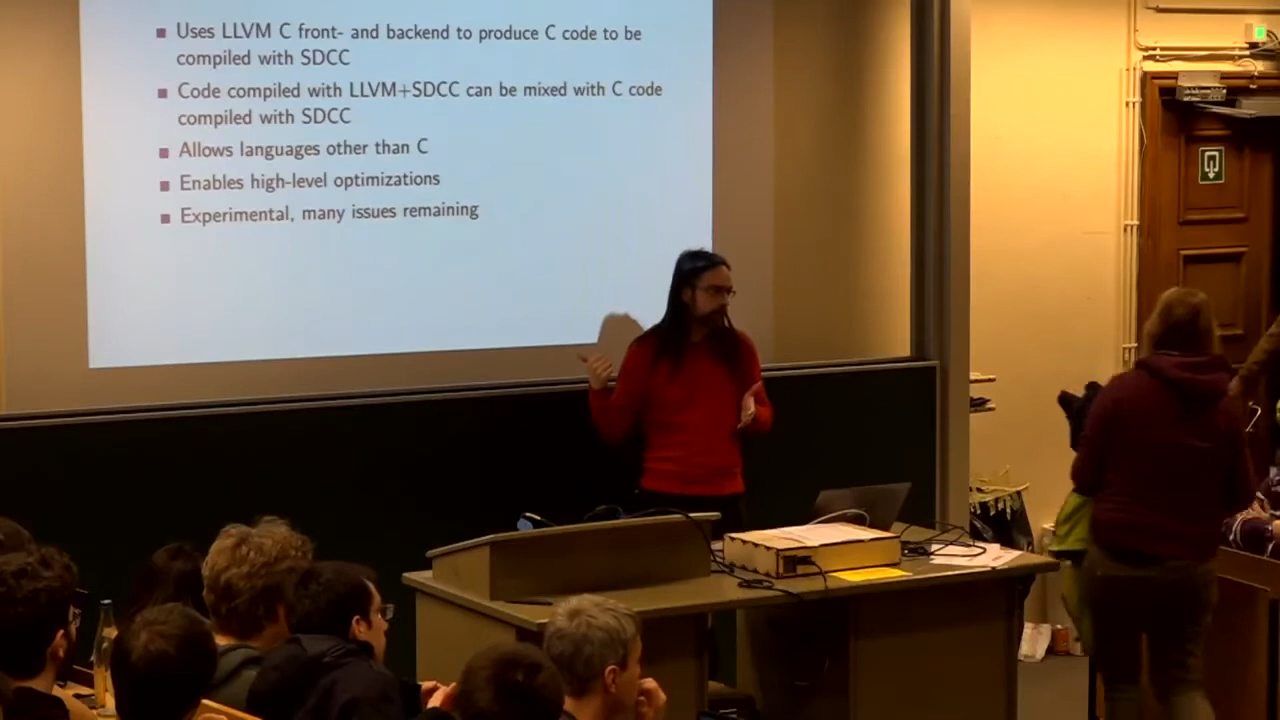 Uses LLVM C front- and backend to produce C code to be
compiled with SDCC
Code compiled with LLVM+SDCC can be mixed with C code
compiled with SDCC
Allows languages other than C
Enables high-level optimizations
Experimental, many issues remaining